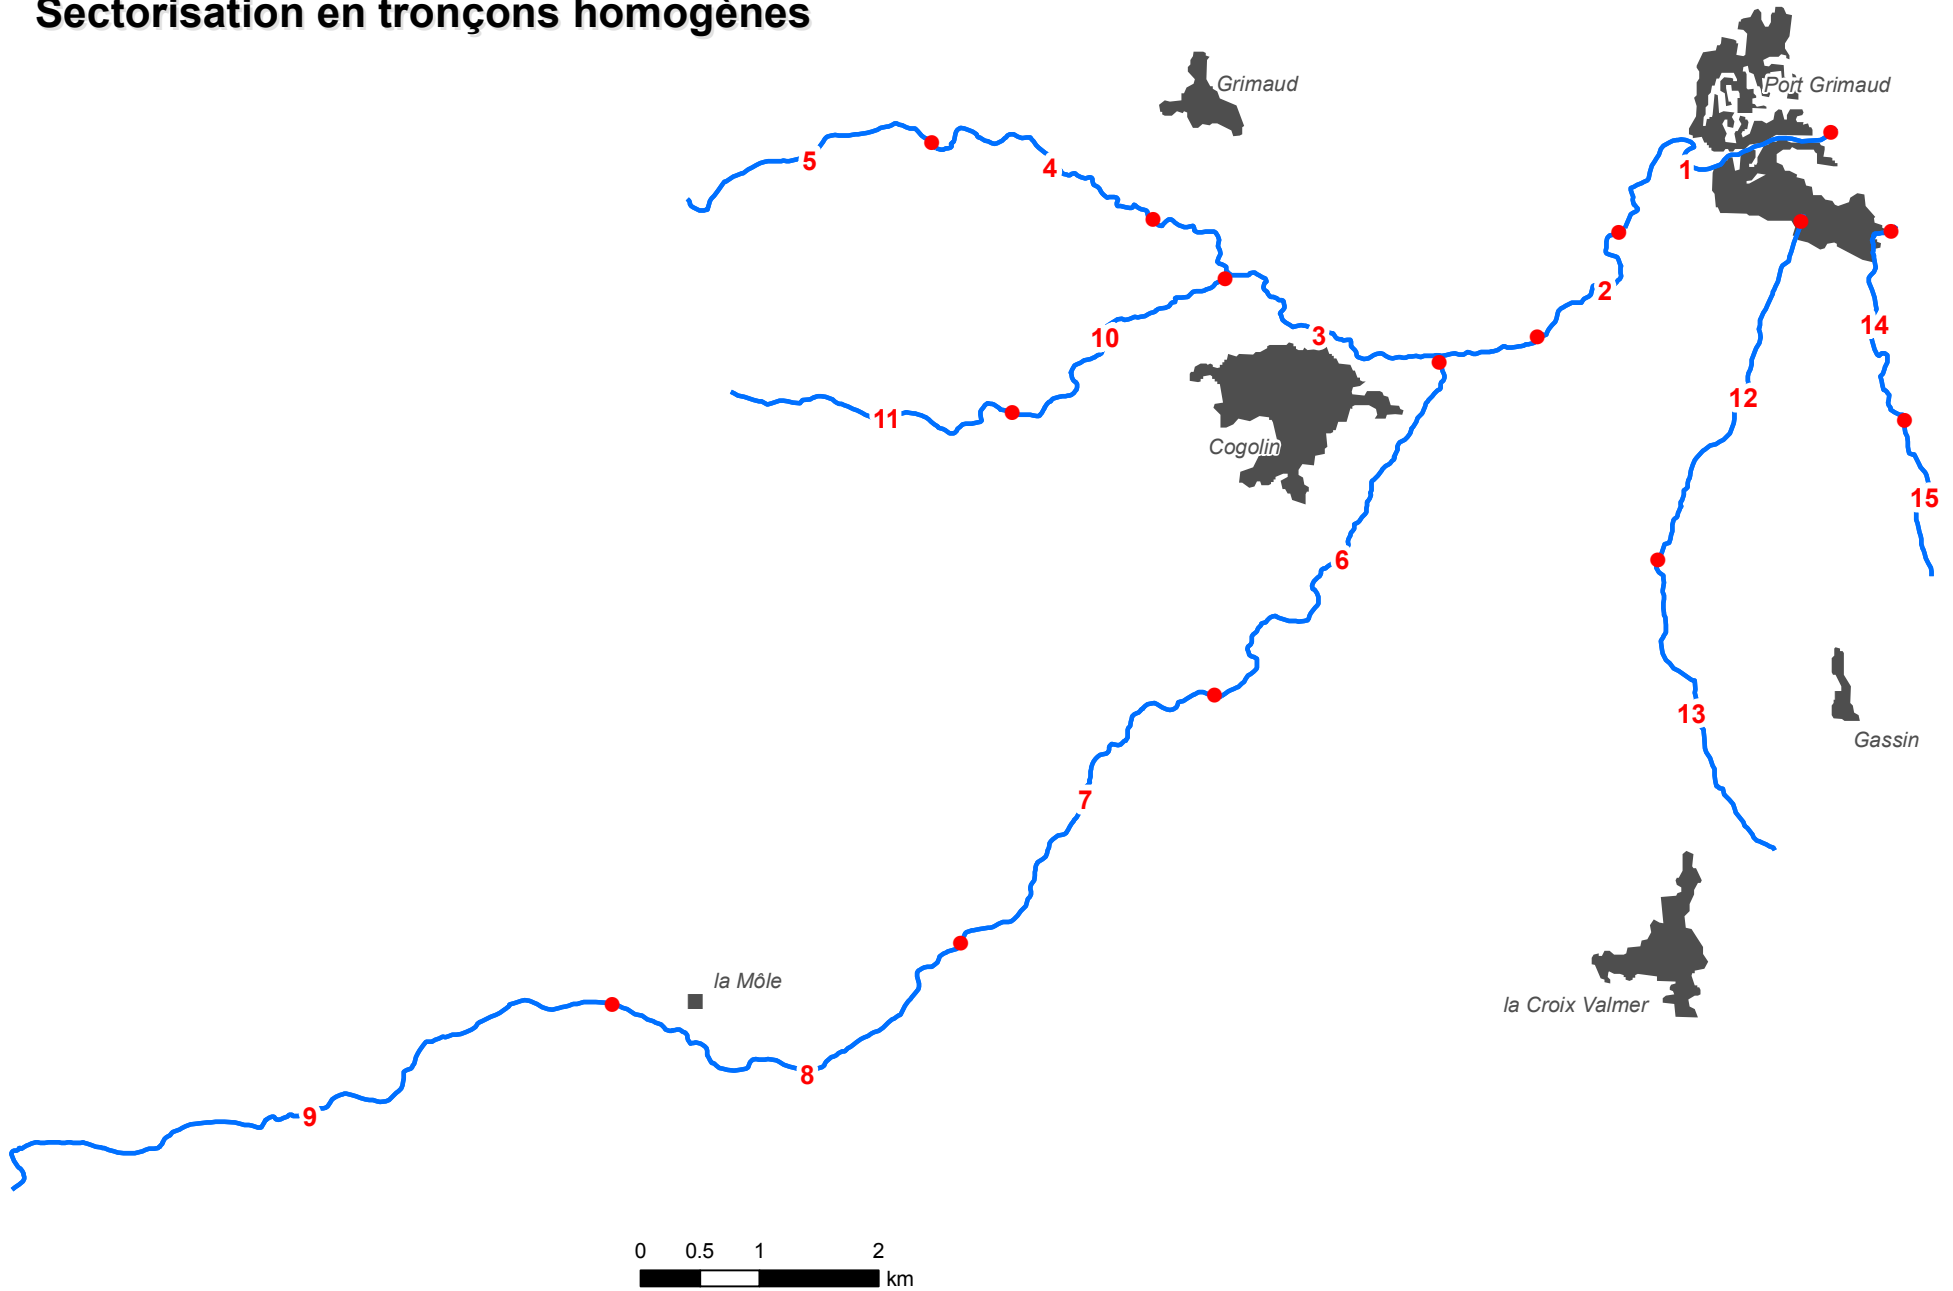 Sectorisation en tronçons homogènes
Grimaud
Port Grimaud
5
4
1
2
10
3
14
12
11
Cogolin
15
6
13
Gassin
7
la Môle
la Croix Valmer
8
9
0 0.5 1 2
km